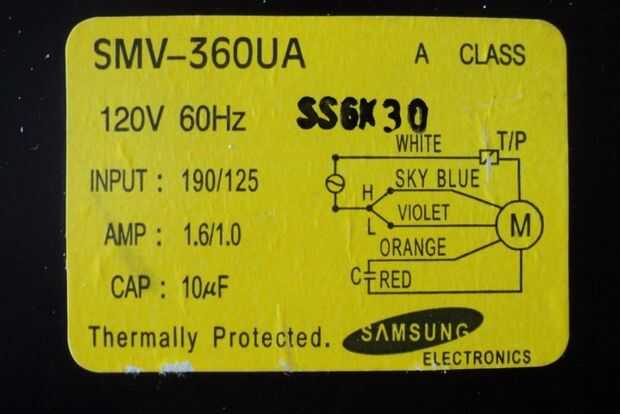 SMV-360UA A CLASS
120V 60Hz SS6X30
WHITE T/P
INPUT : 190/125 H SKY BLUE
L VIOLET M
AMP : 1.6/1.0 ORANGE
CAP : 10μF C RED
Thermally Protected. SAMSUNG
ELECTRONICS